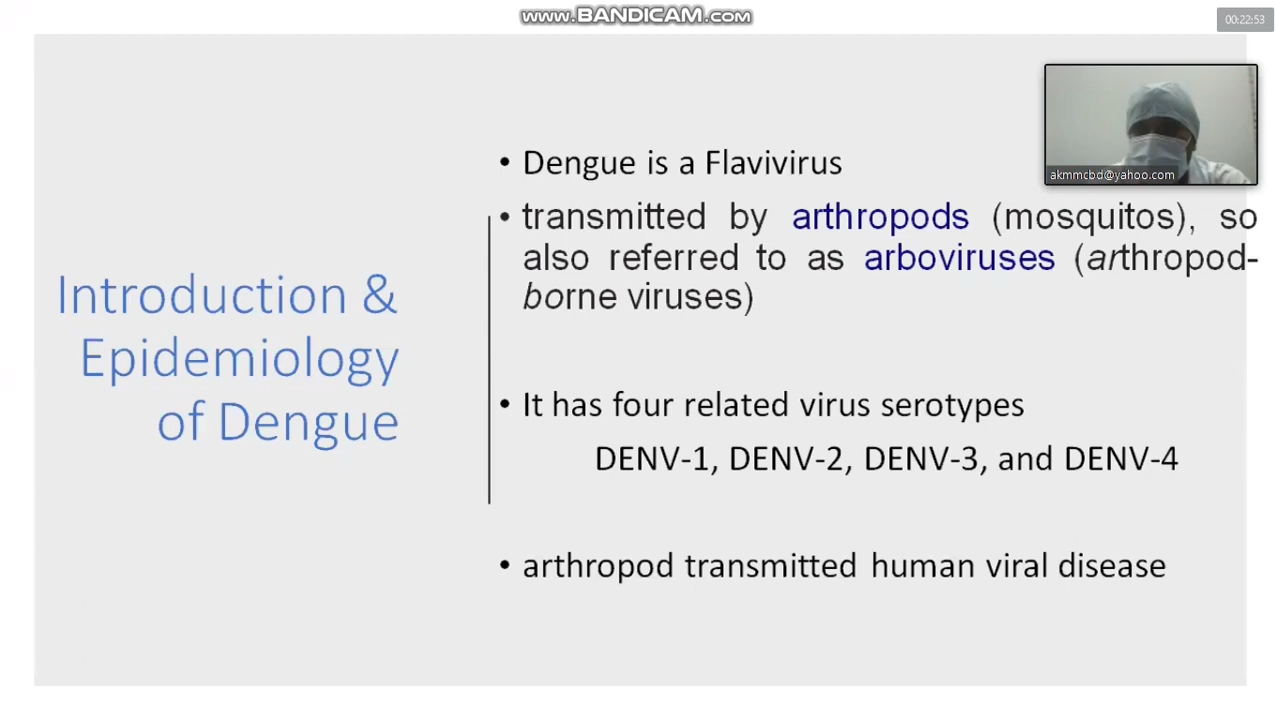 www.BANDICAM.com
00:22:53
akmmcbd@yahoo.com
Introduction &
Epidemiology
of Dengue
• Dengue is a Flavivirus
• transmitted by arthropods (mosquitos), so
also referred to as arboviruses (arthropod-
borne viruses)
• It has four related virus serotypes
DENV-1, DENV-2, DENV-3, and DENV-4
• arthropod transmitted human viral disease